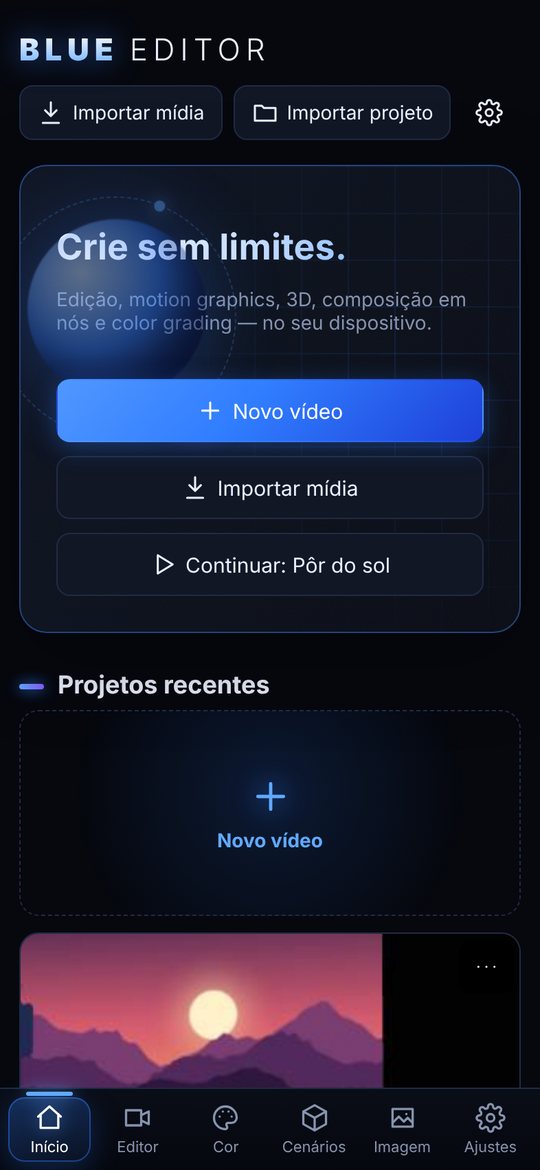 BLUE EDITOR
Importar mídia
Importar projeto
Crie sem limites.
Edição, motion graphics, 3D, composição em
nós e color grading — no seu dispositivo.
Novo vídeo
Importar mídia
Continuar: Pôr do sol
Projetos recentes
Novo vídeo
...
Início
Editor
Cor
Cenários
Imagem
Ajustes